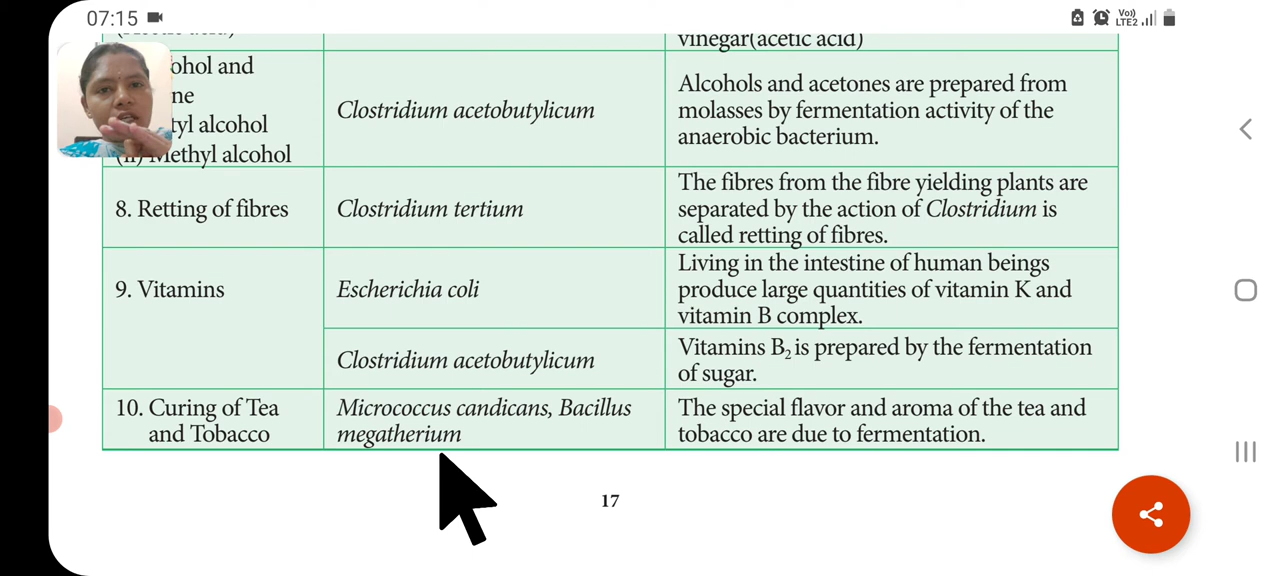 07:15
Vo))
LTE2
vinegar(acetic acid)
and
Alcohols and acetones are prepared from
Clostridium acetobutylicum
molasses by fermentation activity of the
alcohol
anaerobic bacterium.
Methyl alcohol
8. Retting of fibres
Clostridium tertium
The fibres from the fibre yielding plants are
separated by the action of Clostridium is
called retting of fibres.
9. Vitamins
Escherichia coli
Living in the intestine of human beings
produce large quantities of vitamin K and
vitamin B complex.
Clostridium acetobutylicum
Vitamins B2 is prepared by the fermentation
of sugar.
10. Curing of Tea
and Tobacco
Micrococcus candicans, Bacillus
megatherium
The special flavor and aroma of the tea and
tobacco are due to fermentation.
17